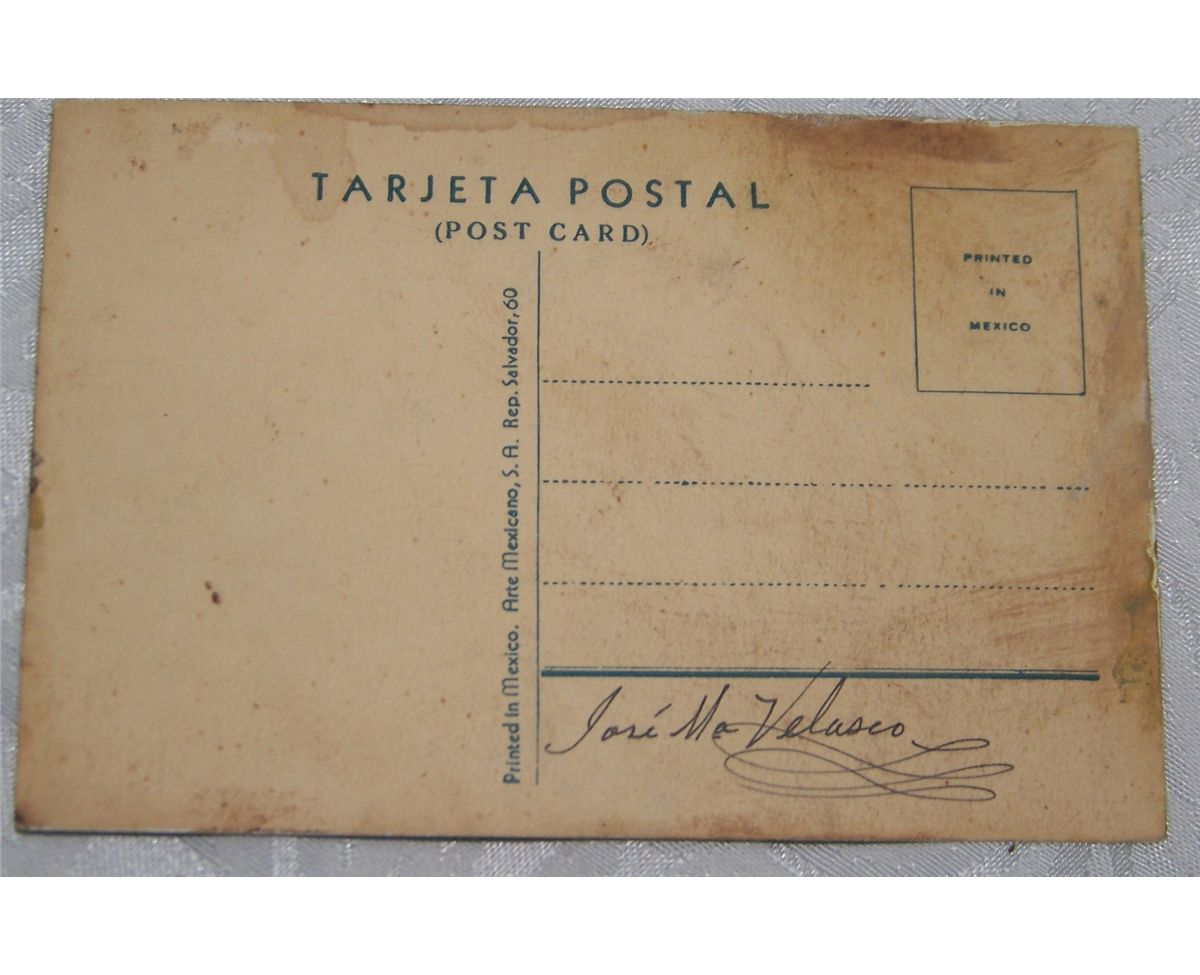 TARJETA POSTAL
(POST CARD)
PRINTED
IN
MEXICO
Printed in Mexico. Arte Mexicano, S. A. Rep. Salvador, 60
José Ma Velasco